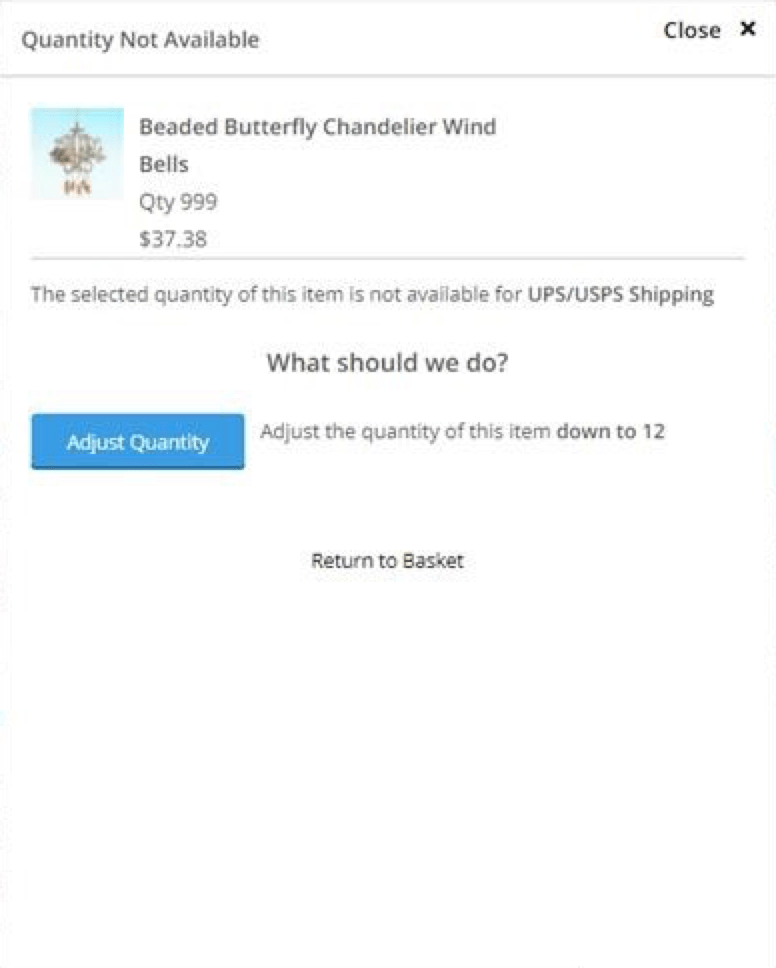 Quantity Not Available
Close ✕
Beaded Butterfly Chandelier Wind
Bells
Qty 999
$37.38
The selected quantity of this item is not available for UPS/USPS Shipping
What should we do?
Adjust Quantity
Adjust the quantity of this item down to 12
Return to Basket